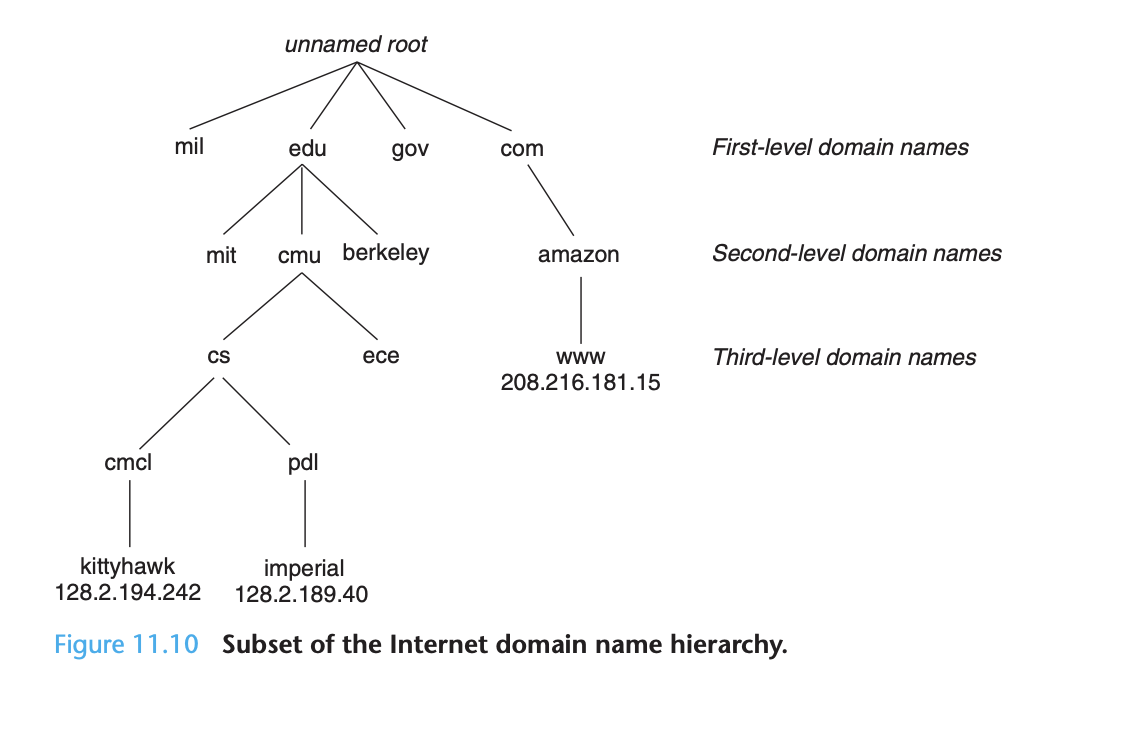 unnamed root
mil edu gov com First-level domain names
mit cmu berkeley amazon Second-level domain names
cs ece www Third-level domain names
208.216.181.15
cmcl pdl
kittyhawk imperial
128.2.194.242 128.2.189.40
Figure 11.10 Subset of the Internet domain name hierarchy.